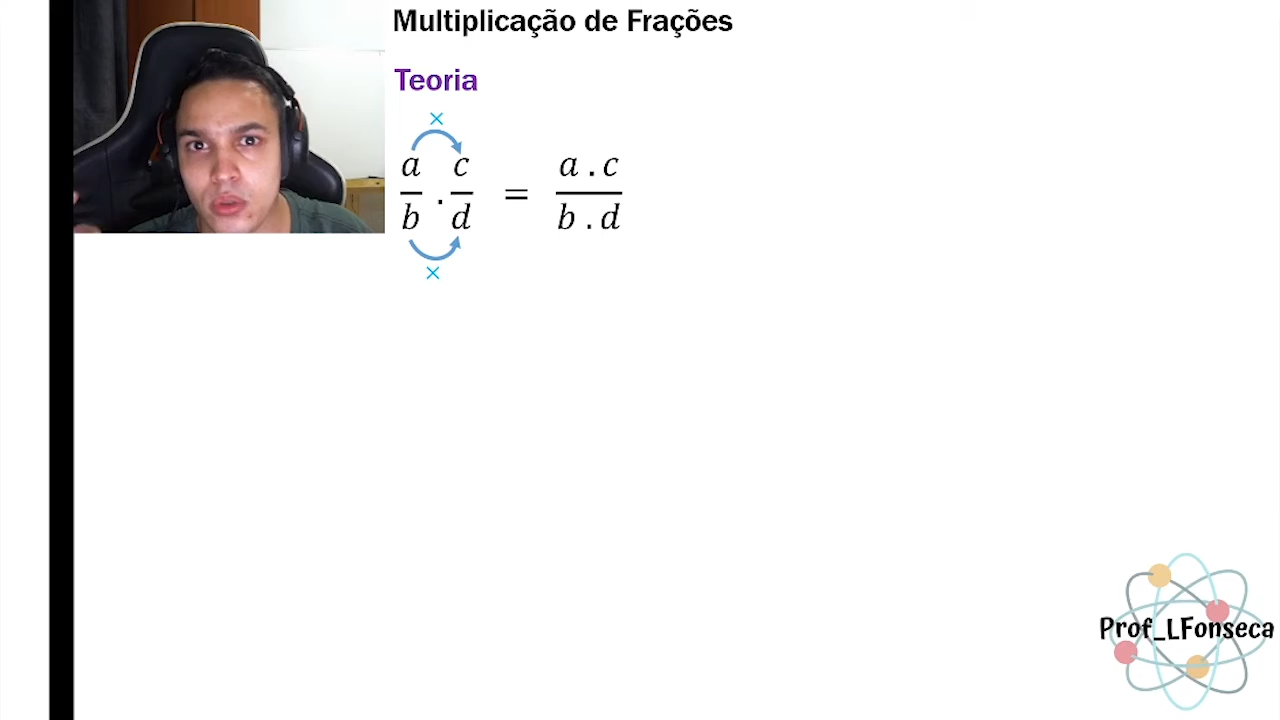 Multiplicação de Frações
Teoria
×
a/b . c/d = a . c/b . d
×
Prof_LFonseca